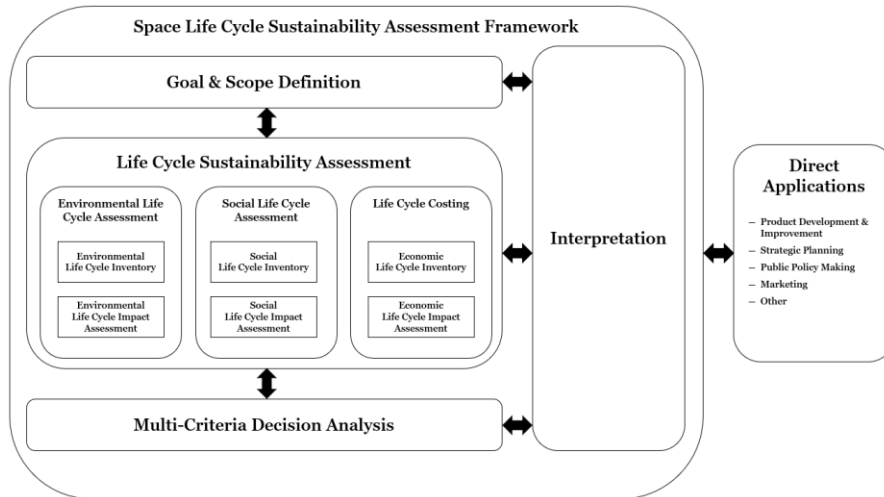 Space Life Cycle Sustainability Assessment Framework
Goal & Scope Definition
Life Cycle Sustainability Assessment
Environmental Life
Cycle Assessment
Environmental
Life Cycle Inventory
Environmental
Life Cycle Impact
Assessment
Social Life Cycle
Assessment
Social
Life Cycle Inventory
Social
Life Cycle Impact
Assessment
Life Cycle Costing
Economic
Life Cycle Inventory
Economic
Life Cycle Impact
Assessment
Multi-Criteria Decision Analysis
Interpretation
Direct
Applications
– Product Development &
Improvement
– Strategic Planning
– Public Policy Making
– Marketing
– Other